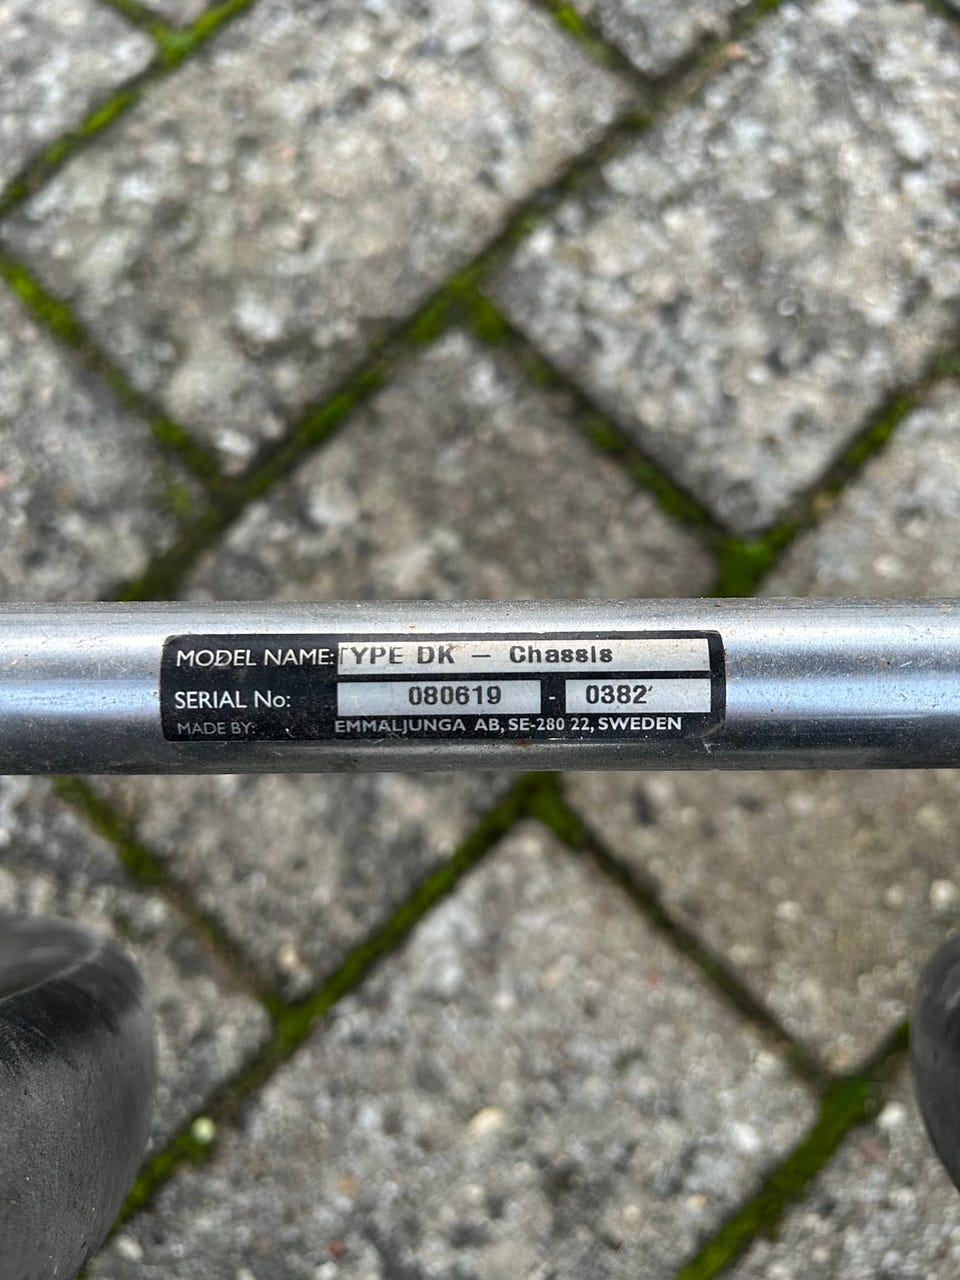 MODEL NAME: TYPE DK - Chassis
SERIAL No: 080619 - 0382
MADE BY: EMMALJUNGA AB, SE-280 22, SWEDEN